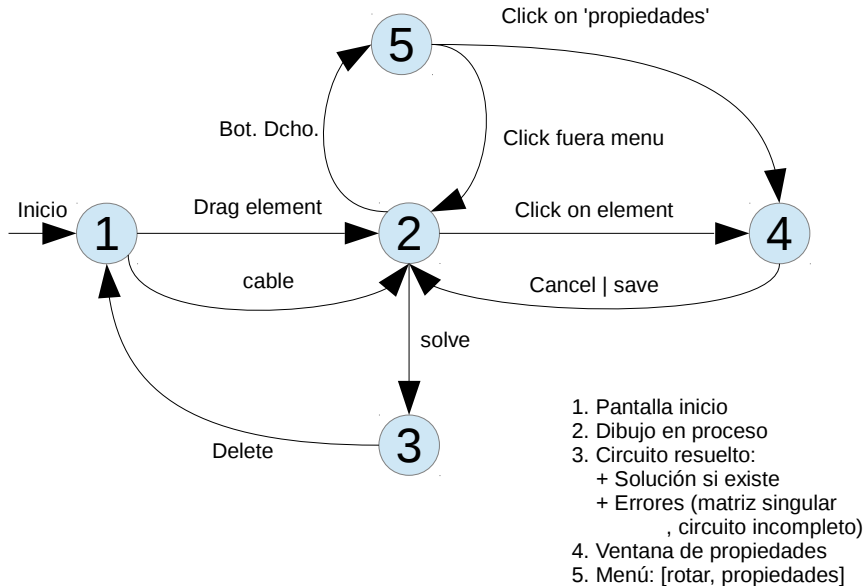 Click on 'propiedades'
5
Bot. Dcho.
Click fuera menu
Inicio
1
Drag element
2
Click on element
4
cable
Cancel | save
solve
Delete
3
1. Pantalla inicio
2. Dibujo en proceso
3. Circuito resuelto:
+ Solución si existe
+ Errores (matriz singular
, circuito incompleto)
4. Ventana de propiedades
5. Menú: [rotar, propiedades]